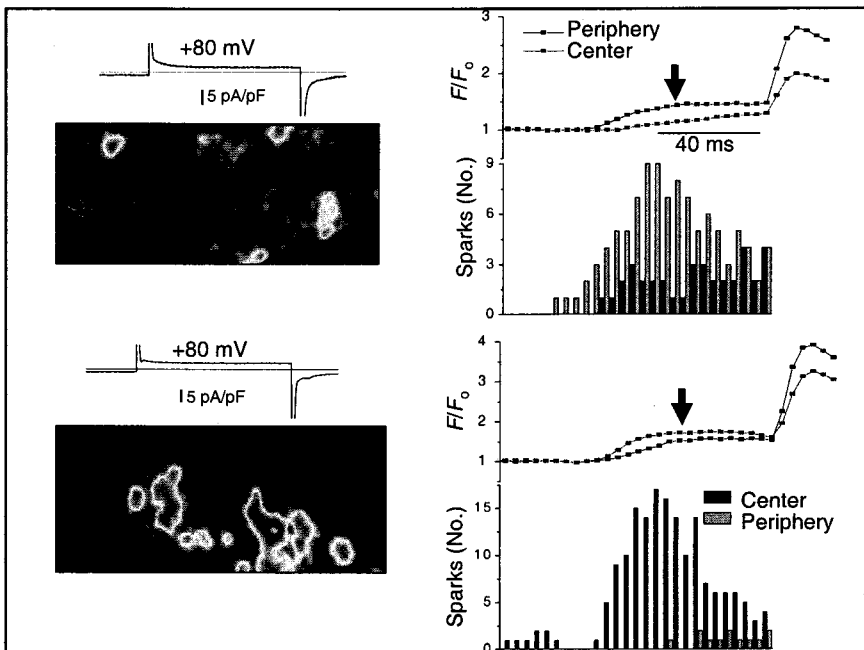 +80 mV
5 pA/pF
F/Fo
3
2
1
Periphery
Center
40 ms
Sparks (No.)
9
6
3
0
+80 mV
5 pA/pF
F/Fo
4
3
2
1
Sparks (No.)
15
10
5
0
Center
Periphery